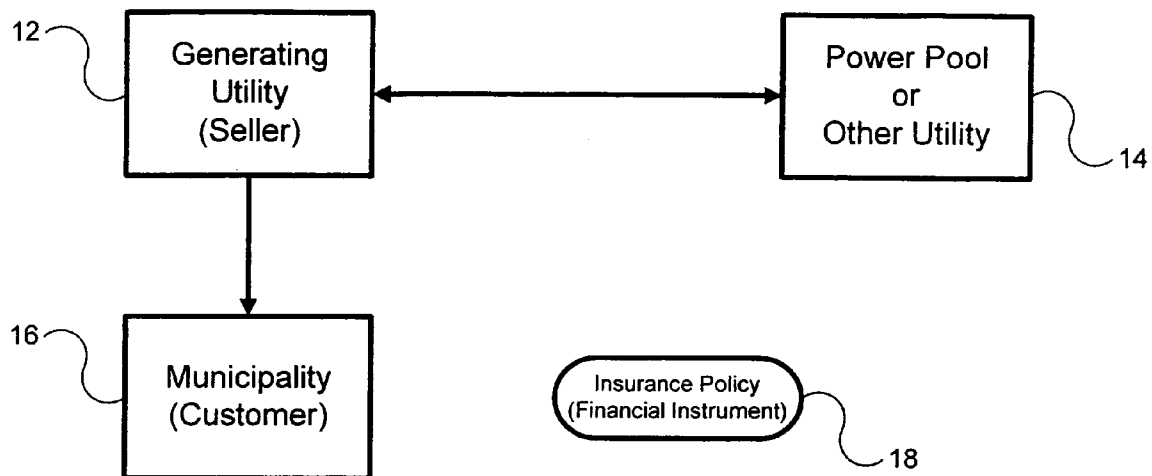 12
Generating
Utility
(Seller)
Power Pool
or
Other Utility
14
16
Municipality
(Customer)
Insurance Policy
(Financial Instrument)
18